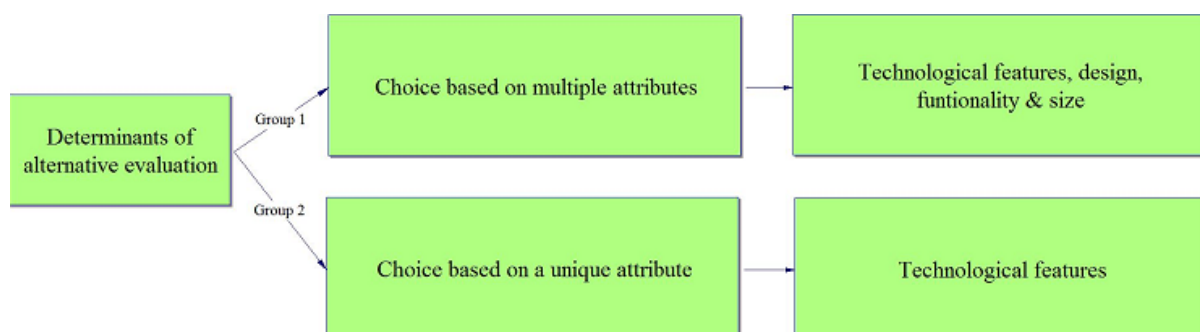 Determinants of
alternative evaluation
Group 1
Choice based on multiple attributes
Technological features, design,
funtionality & size
Group 2
Choice based on a unique attribute
Technological features